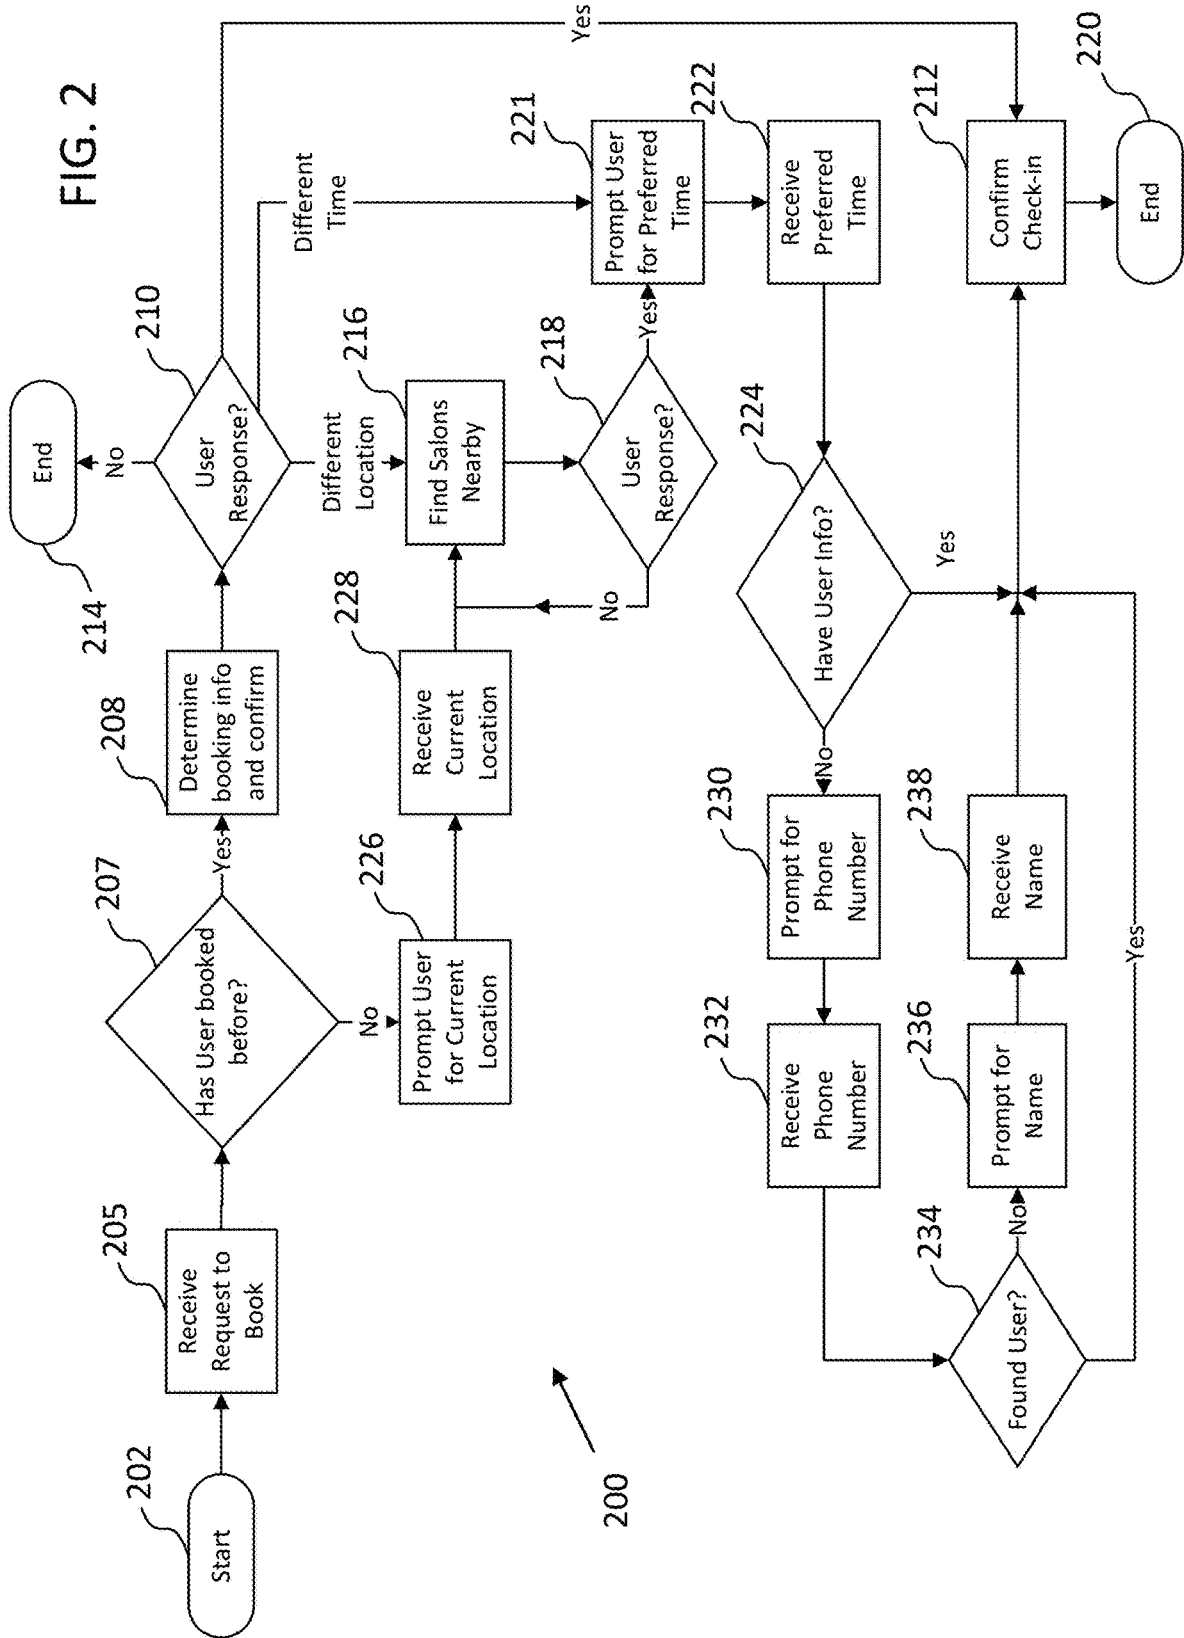 FIG. 2
202
Start
205
Receive
Request to
Book
207
Has User booked
before?
Yes
208
Determine
booking info
and confirm
210
User
Response?
No
End
214
Yes
Different
Time
Different
Location
No
226
Prompt User
for Current
Location
228
Receive
Current
Location
216
Find Salons
Nearby
218
User
Response?
No
Yes
221
Prompt User
for Preferred
Time
222
Receive
Preferred
Time
224
Have User Info?
Yes
No
230
Prompt for
Phone
Number
232
Receive
Phone
Number
234
Found User?
No
Yes
236
Prompt for
Name
238
Receive
Name
212
Confirm
Check-in
220
End
200